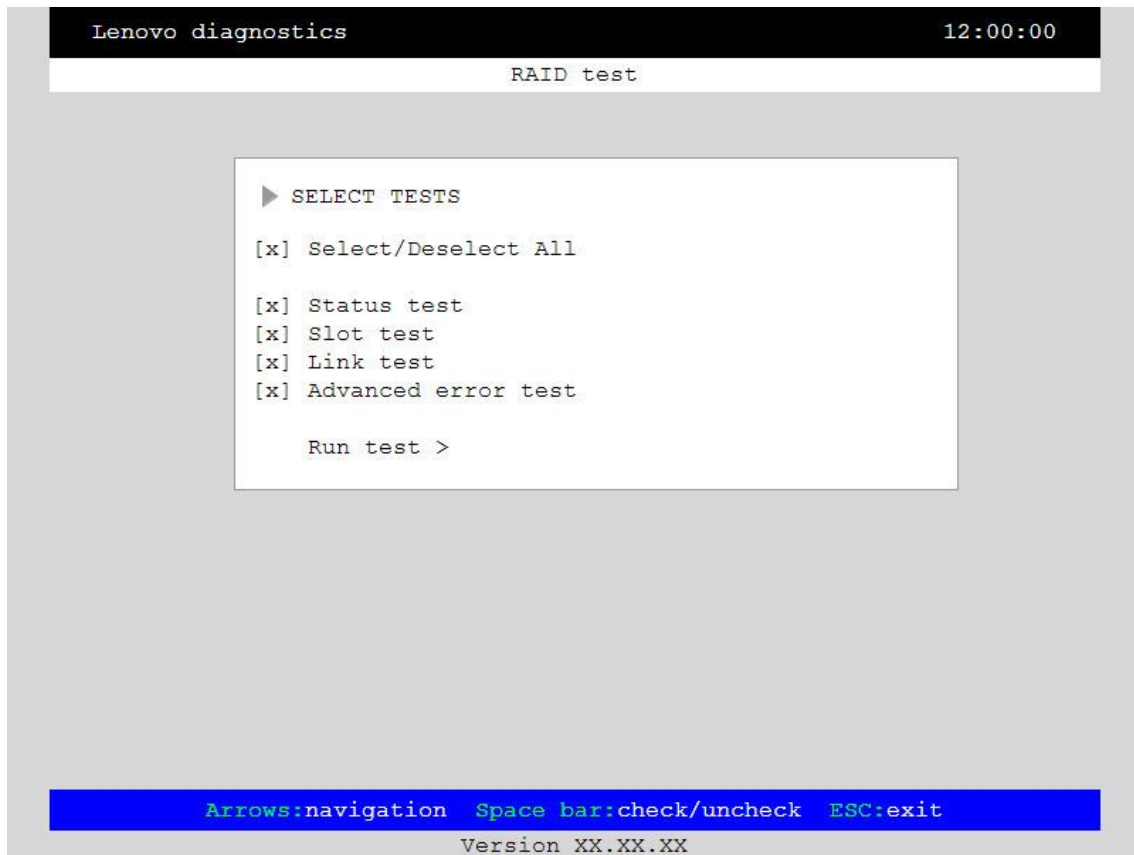 Lenovo diagnostics 12:00:00
RAID test
SELECT TESTS
[x] Select/Deselect All
[x] Status test
[x] Slot test
[x] Link test
[x] Advanced error test
Run test >
Arrows:navigation Space bar:check/uncheck ESC:exit
Version XX.XX.XX